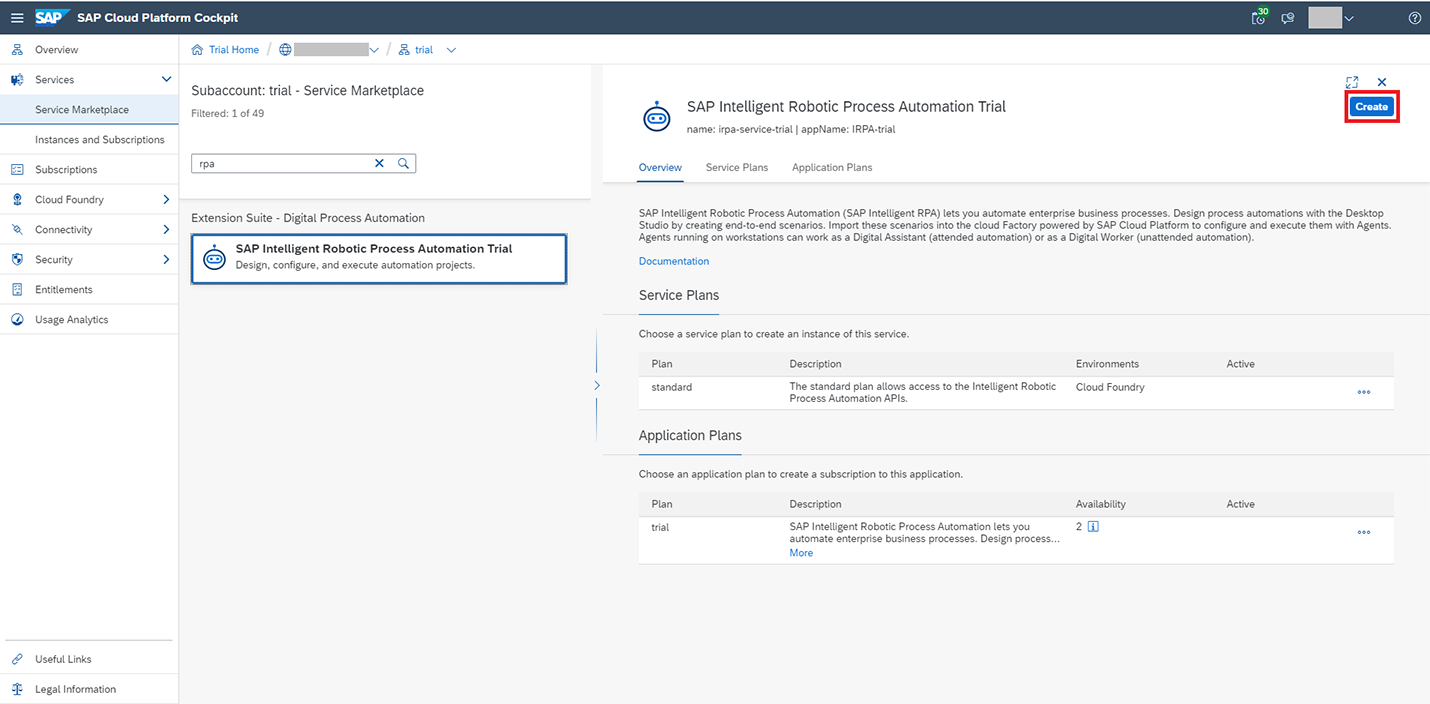 SAP SAP Cloud Platform Cockpit
30
Overview
Services
Service Marketplace
Instances and Subscriptions
Subscriptions
Cloud Foundry
Connectivity
Security
Entitlements
Usage Analytics
Useful Links
Legal Information
Trial Home / / trial
Subaccount: trial - Service Marketplace
Filtered: 1 of 49
rpa
Extension Suite - Digital Process Automation
SAP Intelligent Robotic Process Automation Trial
Design, configure, and execute automation projects.
SAP Intelligent Robotic Process Automation Trial
name: irpa-service-trial | appName: IRPA-trial
Create
Overview Service Plans Application Plans
SAP Intelligent Robotic Process Automation (SAP Intelligent RPA) lets you automate enterprise business processes. Design process automations with the Desktop
Studio by creating end-to-end scenarios. Import these scenarios into the cloud Factory powered by SAP Cloud Platform to configure and execute them with Agents.
Agents running on workstations can work as a Digital Assistant (attended automation) or as a Digital Worker (unattended automation).
Documentation
Service Plans
Choose a service plan to create an instance of this service.
Plan Description Environments Active
standard The standard plan allows access to the Intelligent Robotic Cloud Foundry
Process Automation APIs.
Application Plans
Choose an application plan to create a subscription to this application.
Plan Description Availability Active
trial SAP Intelligent Robotic Process Automation lets you 2
automate enterprise business processes. Design process...
More